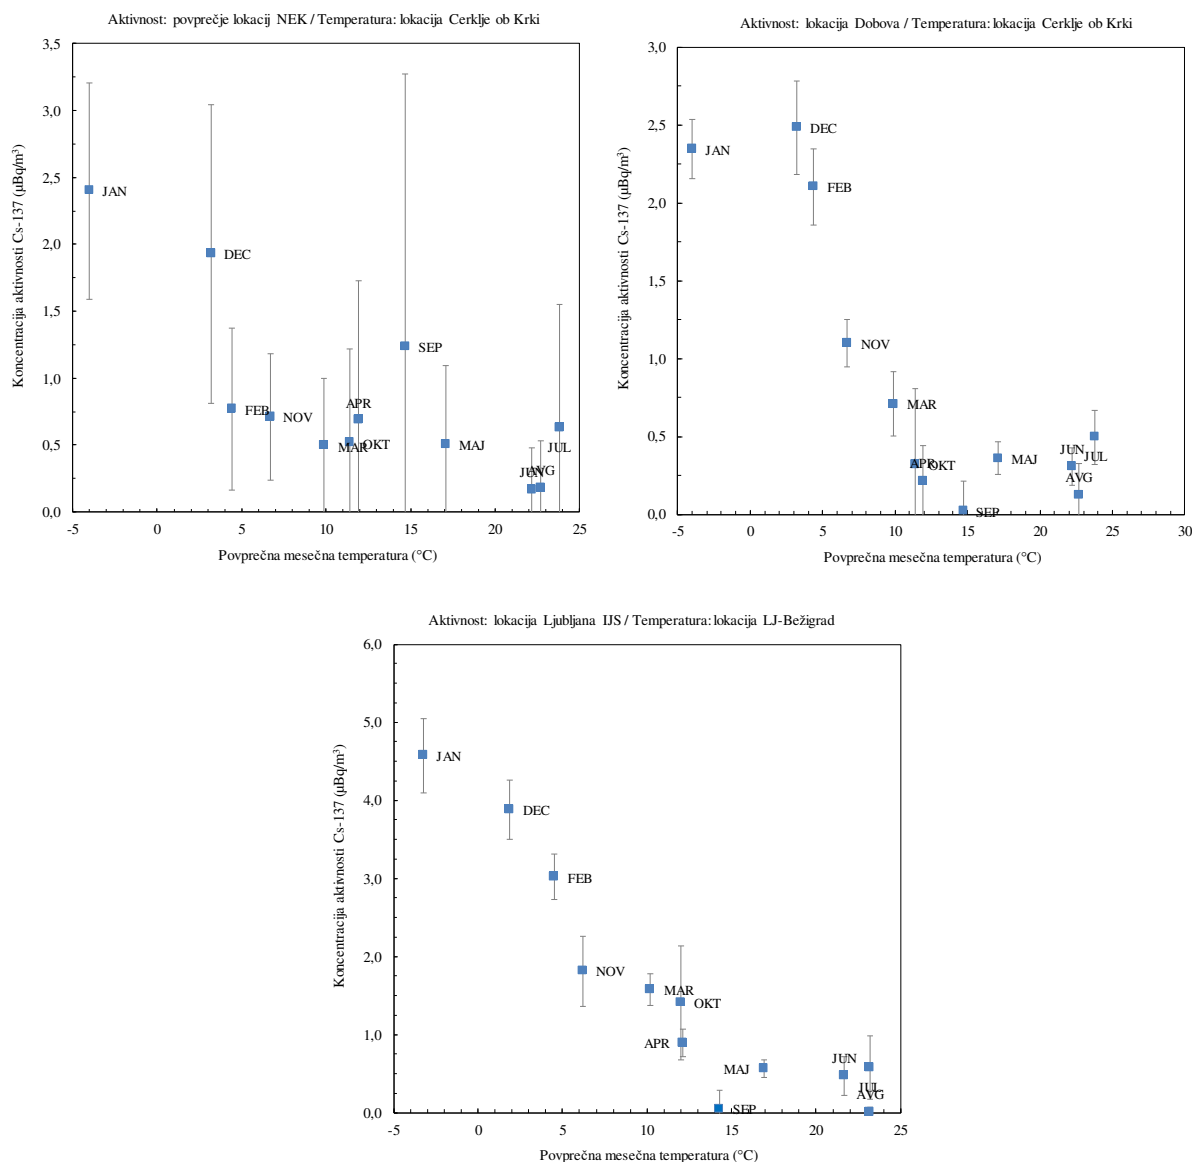 Aktivnost: povprečje lokacij NEK / Temperatura: lokacija Cerklje ob Krki
3,5
3,0
2,5
2,0
1,5
1,0
0,5
0,0
Koncentracija aktivnosti Cs-137 (µBq/m³)
JAN
DEC
FEB
NOV
MAR
OKT
APR
SEP
MAJ
JUN
AVG
JUL
-5
0
5
10
15
20
25
Povprečna mesečna temperatura (°C)
Aktivnost: lokacija Dobova / Temperatura: lokacija Cerklje ob Krki
3,0
2,5
2,0
1,5
1,0
0,5
0,0
Koncentracija aktivnosti Cs-137 (µBq/m³)
JAN
DEC
FEB
NOV
MAR
APR
OKT
SEP
MAJ
JUN
JUL
AVG
-5
0
5
10
15
20
25
30
Povprečna mesečna temperatura (°C)
Aktivnost: lokacija Ljubljana IJS / Temperatura: lokacija LJ-Bežigrad
6,0
5,0
4,0
3,0
2,0
1,0
0,0
Koncentracija aktivnosti Cs-137 (µBq/m³)
JAN
DEC
FEB
NOV
MAR
OKT
APR
MAJ
SEP
JUN
JUL
AVG
-5
0
5
10
15
20
25
Povprečna mesečna temperatura (°C)